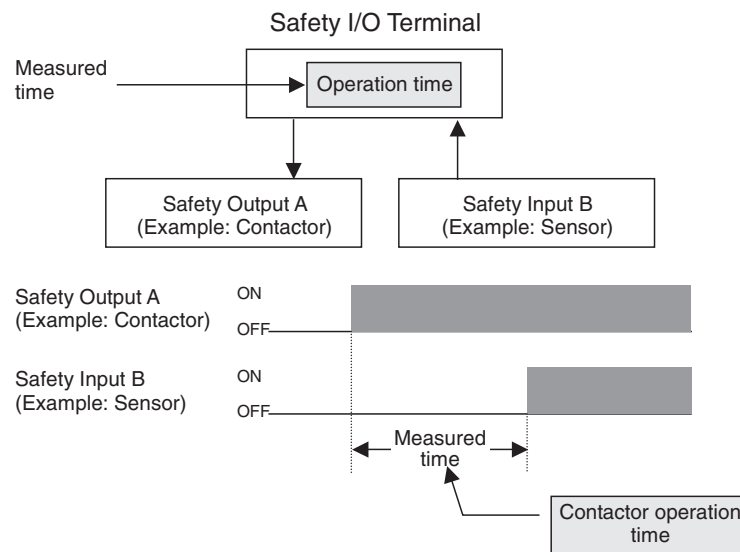 Safety I/O Terminal
Measured
time
Operation time
Safety Output A
(Example: Contactor)
Safety Input B
(Example: Sensor)
Safety Output A
(Example: Contactor)
ON
OFF
Safety Input B
(Example: Sensor)
ON
OFF
Measured
time
Contactor operation
time